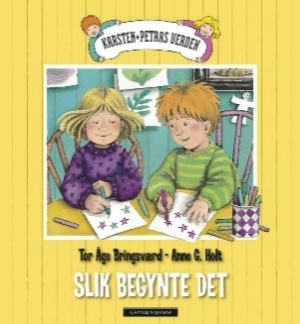 KARSTEN+PETRAS VERDEN
Tor Åge Bringsværd - Anne G. Holt
SLIK BEGYNTE DET